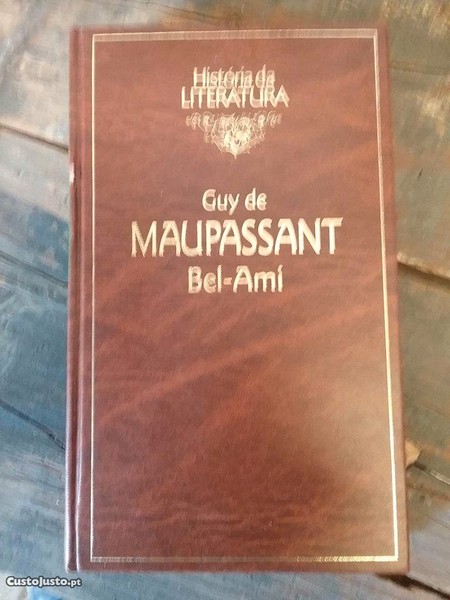 História da
LITERATURA
Guy de
MAUPASSANT
Bel-Ami
CustoJusto.pt